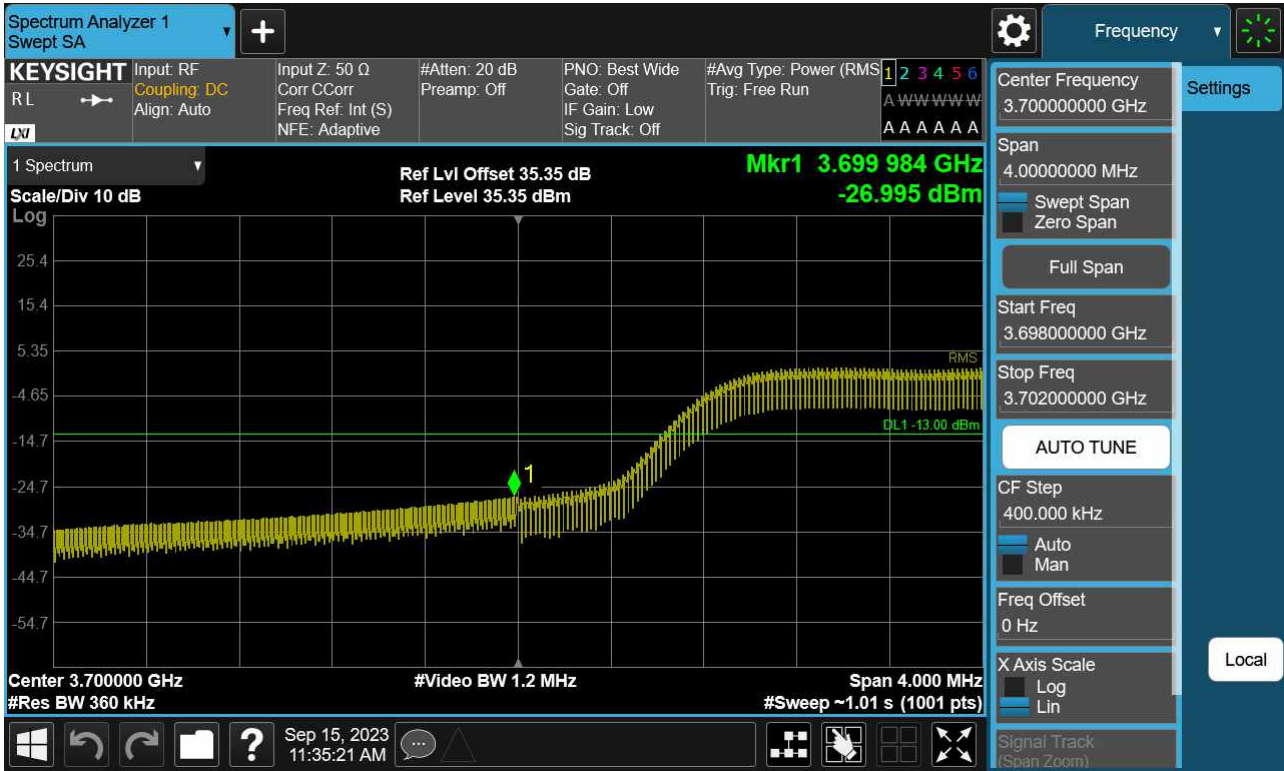 Spectrum Analyzer 1
Swept SA
Frequency
KEYSIGHT
R L
LXI
Input: RF
Coupling: DC
Align: Auto
Input Z: 50 Ω
Corr CCorr
Freq Ref: Int (S)
NFE: Adaptive
#Atten: 20 dB
Preamp: Off
PNO: Best Wide
Gate: Off
IF Gain: Low
Sig Track: Off
#Avg Type: Power (RMS
Trig: Free Run
1 2 3 4 5 6
A W W W W W
A A A A A A
1 Spectrum
Scale/Div 10 dB
Log
Ref Lvl Offset 35.35 dB
Ref Level 35.35 dBm
Mkr1 3.699 984 GHz
-26.995 dBm
25.4
15.4
5.35
-4.65
-14.7
-24.7
-34.7
-44.7
-54.7
RMS
DL1 -13.00 dBm
1
Center 3.700000 GHz
#Res BW 360 kHz
#Video BW 1.2 MHz
Span 4.000 MHz
#Sweep ~1.01 s (1001 pts)
Sep 15, 2023
11:35:21 AM
Center Frequency
3.700000000 GHz
Span
4.00000000 MHz
Swept Span
Zero Span
Full Span
Start Freq
3.698000000 GHz
Stop Freq
3.702000000 GHz
AUTO TUNE
CF Step
400.000 kHz
Auto
Man
Freq Offset
0 Hz
X Axis Scale
Log
Lin
Signal Track
(Span Zoom)
Settings
Local